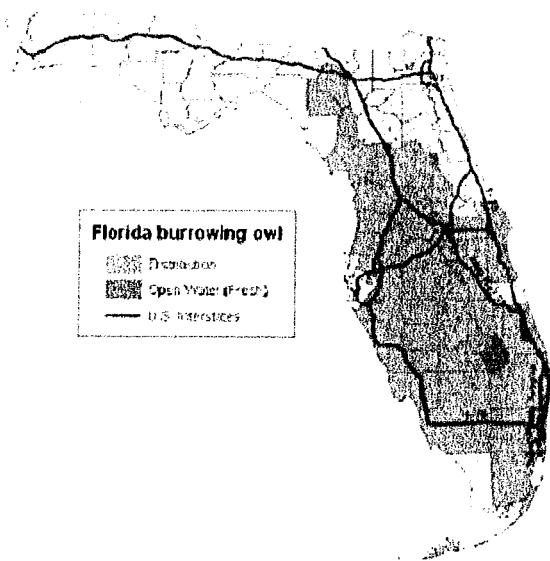 Florida burrowing owl
Distribution
Open Water (Fresh)
U.S. Interstates